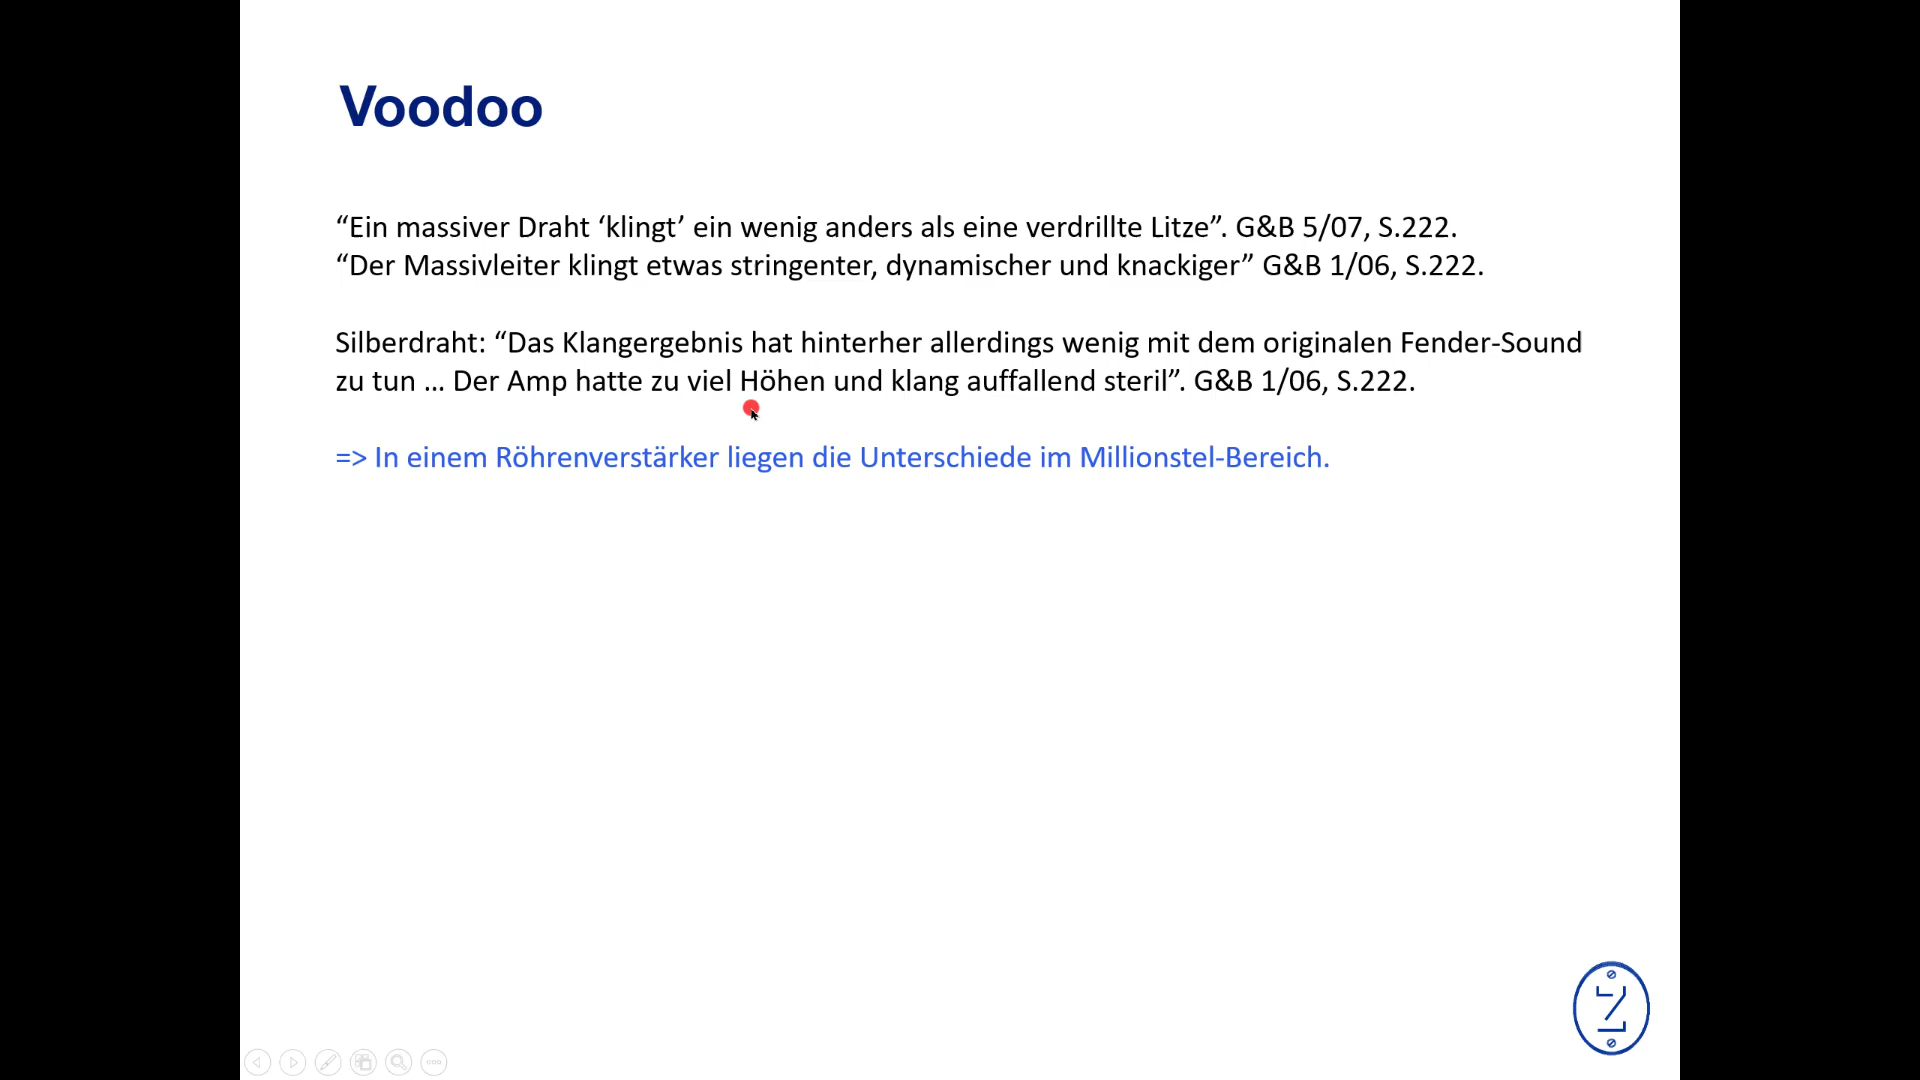 Voodoo
“Ein massiver Draht ‘klingt’ ein wenig anders als eine verdrillte Litze”. G&B 5/07, S.222.
“Der Massivleiter klingt etwas stringenter, dynamischer und knackiger” G&B 1/06, S.222.
Silberdraht: “Das Klangergebnis hat hinterher allerdings wenig mit dem originalen Fender-Sound
zu tun ... Der Amp hatte zu viel Höhen und klang auffallend steril”. G&B 1/06, S.222.
=> In einem Röhrenverstärker liegen die Unterschiede im Millionstel-Bereich.